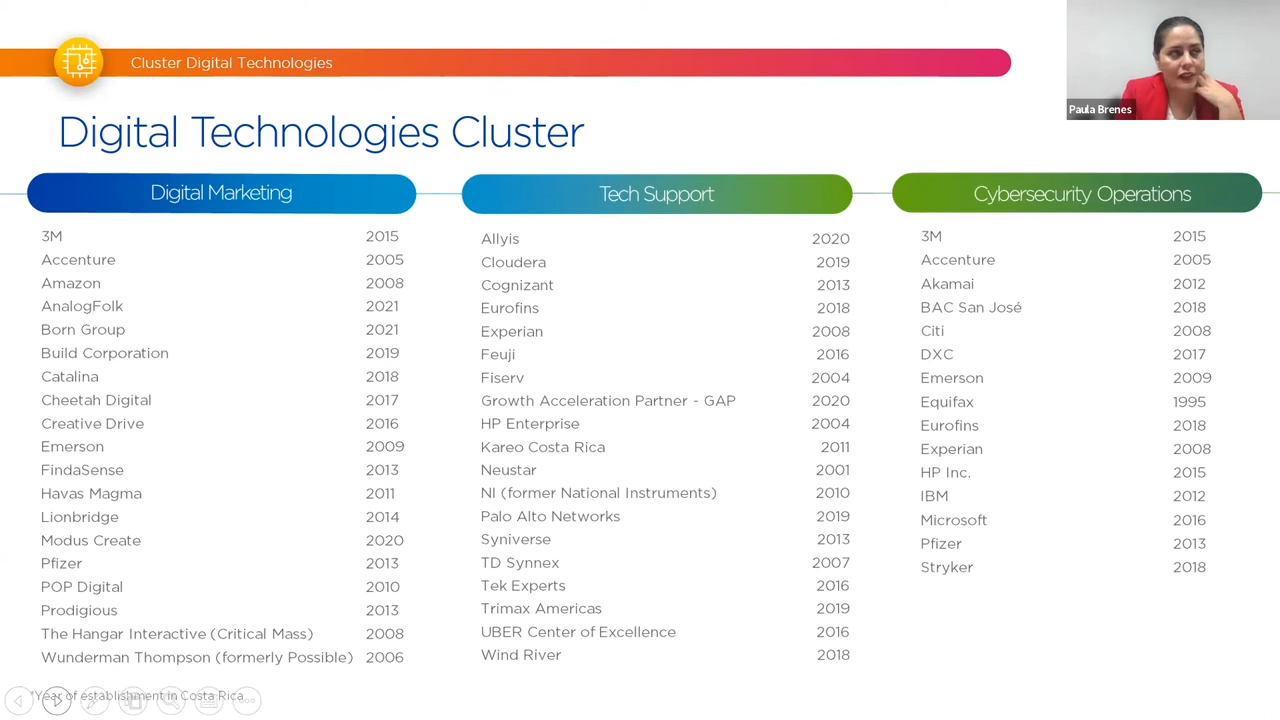 Cluster Digital Technologies
Paula Brenes
Digital Technologies Cluster
Digital Marketing
3M 2015
Accenture 2005
Amazon 2008
AnalogFolk 2021
Born Group 2021
Build Corporation 2019
Catalina 2018
Cheetah Digital 2017
Creative Drive 2016
Emerson 2009
FindaSense 2013
Havas Magma 2011
Lionbridge 2014
Modus Create 2020
Pfizer 2013
POP Digital 2010
Prodigious 2013
The Hangar Interactive (Critical Mass) 2008
Wunderman Thompson (formerly Possible) 2006
Tech Support
Allyis 2020
Cloudera 2019
Cognizant 2013
Eurofins 2018
Experian 2008
Feuji 2016
Fiserv 2004
Growth Acceleration Partner - GAP 2020
HP Enterprise 2004
Kareo Costa Rica 2011
Neustar 2001
NI (former National Instruments) 2010
Palo Alto Networks 2019
Syniverse 2013
TD Synnex 2007
Tek Experts 2016
Trimax Americas 2019
UBER Center of Excellence 2016
Wind River 2018
Cybersecurity Operations
3M 2015
Accenture 2005
Akamai 2012
BAC San José 2018
Citi 2008
DXC 2017
Emerson 2009
Equifax 1995
Eurofins 2018
Experian 2008
HP Inc. 2015
IBM 2012
Microsoft 2016
Pfizer 2013
Stryker 2018
*Year of establishment in Costa Rica